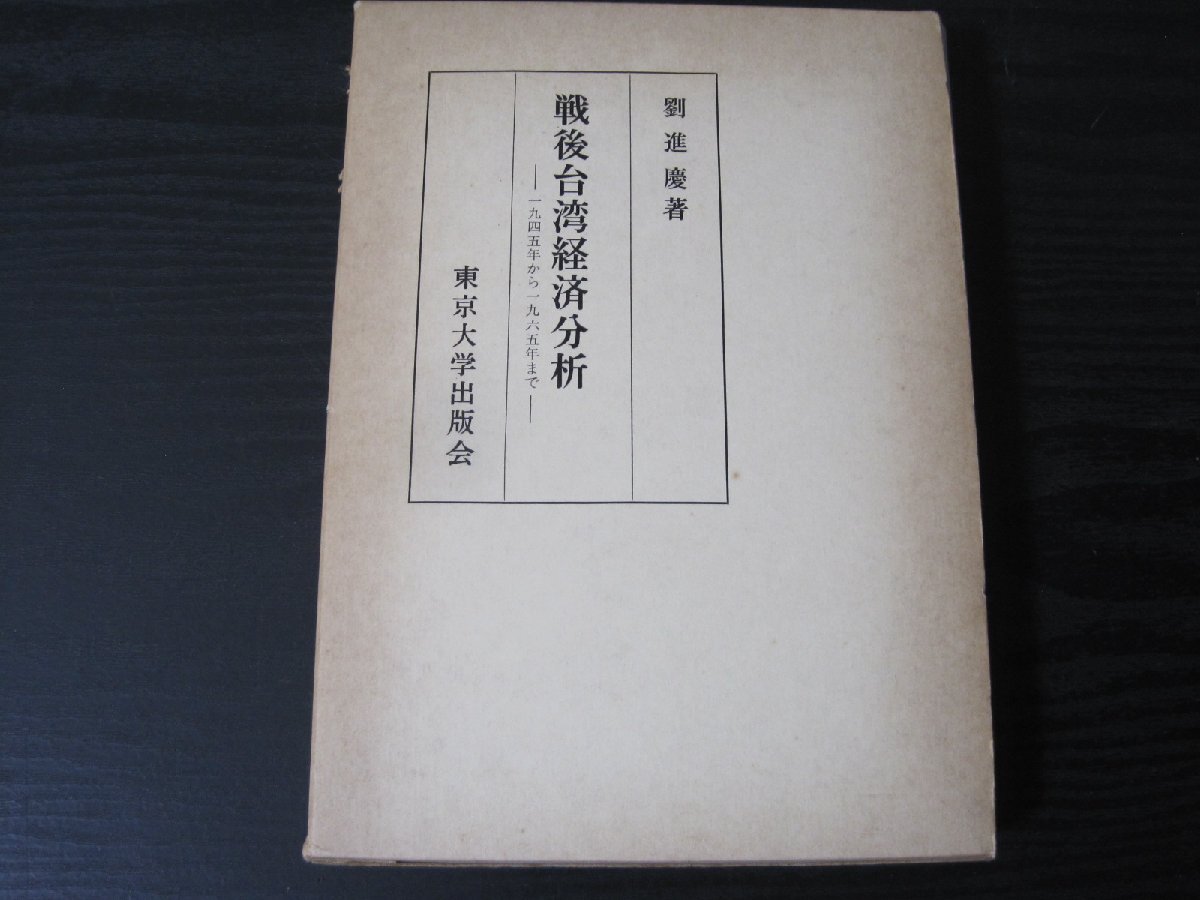 劉進慶著
戦後台湾経済分析
―一九四五年から一九六五年まで―
東京大学出版会